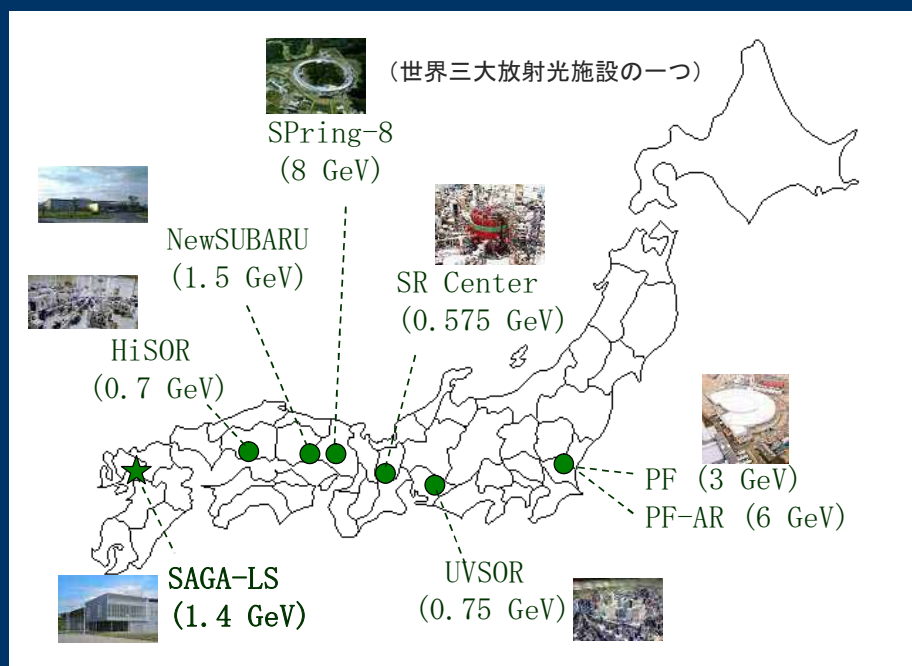 (世界三大放射光施設の一つ)
SPring-8
(8 GeV)
NewSUBARU
(1.5 GeV)
SR Center
(0.575 GeV)
HiSOR
(0.7 GeV)
PF (3 GeV)
PF-AR (6 GeV)
SAGA-LS
(1.4 GeV)
UVSOR
(0.75 GeV)